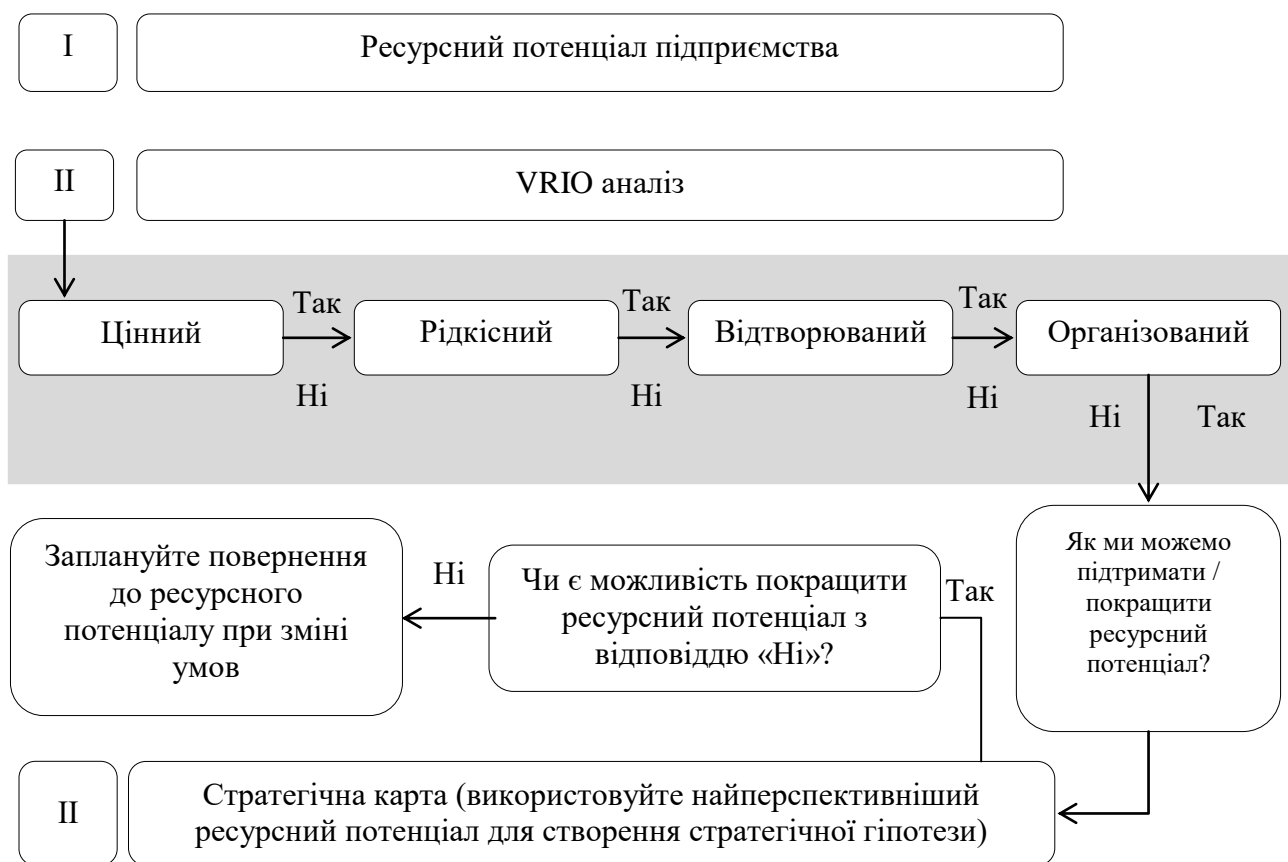 I
Ресурсний потенціал підприємства
II
VRIO аналіз
Цінний
Так
Ні
Рідкісний
Так
Ні
Відтворюваний
Так
Ні
Організований
Ні
Так
Заплануйте повернення
до ресурсного
потенціалу при зміні
умов
Ні
Чи є можливість покращити
ресурсний потенціал з
відповіддю «Ні»?
Так
Як ми можемо
підтримати /
покращити
ресурсний
потенціал?
II
Стратегічна карта (використовуйте найперспективніший
ресурсний потенціал для створення стратегічної гіпотези)